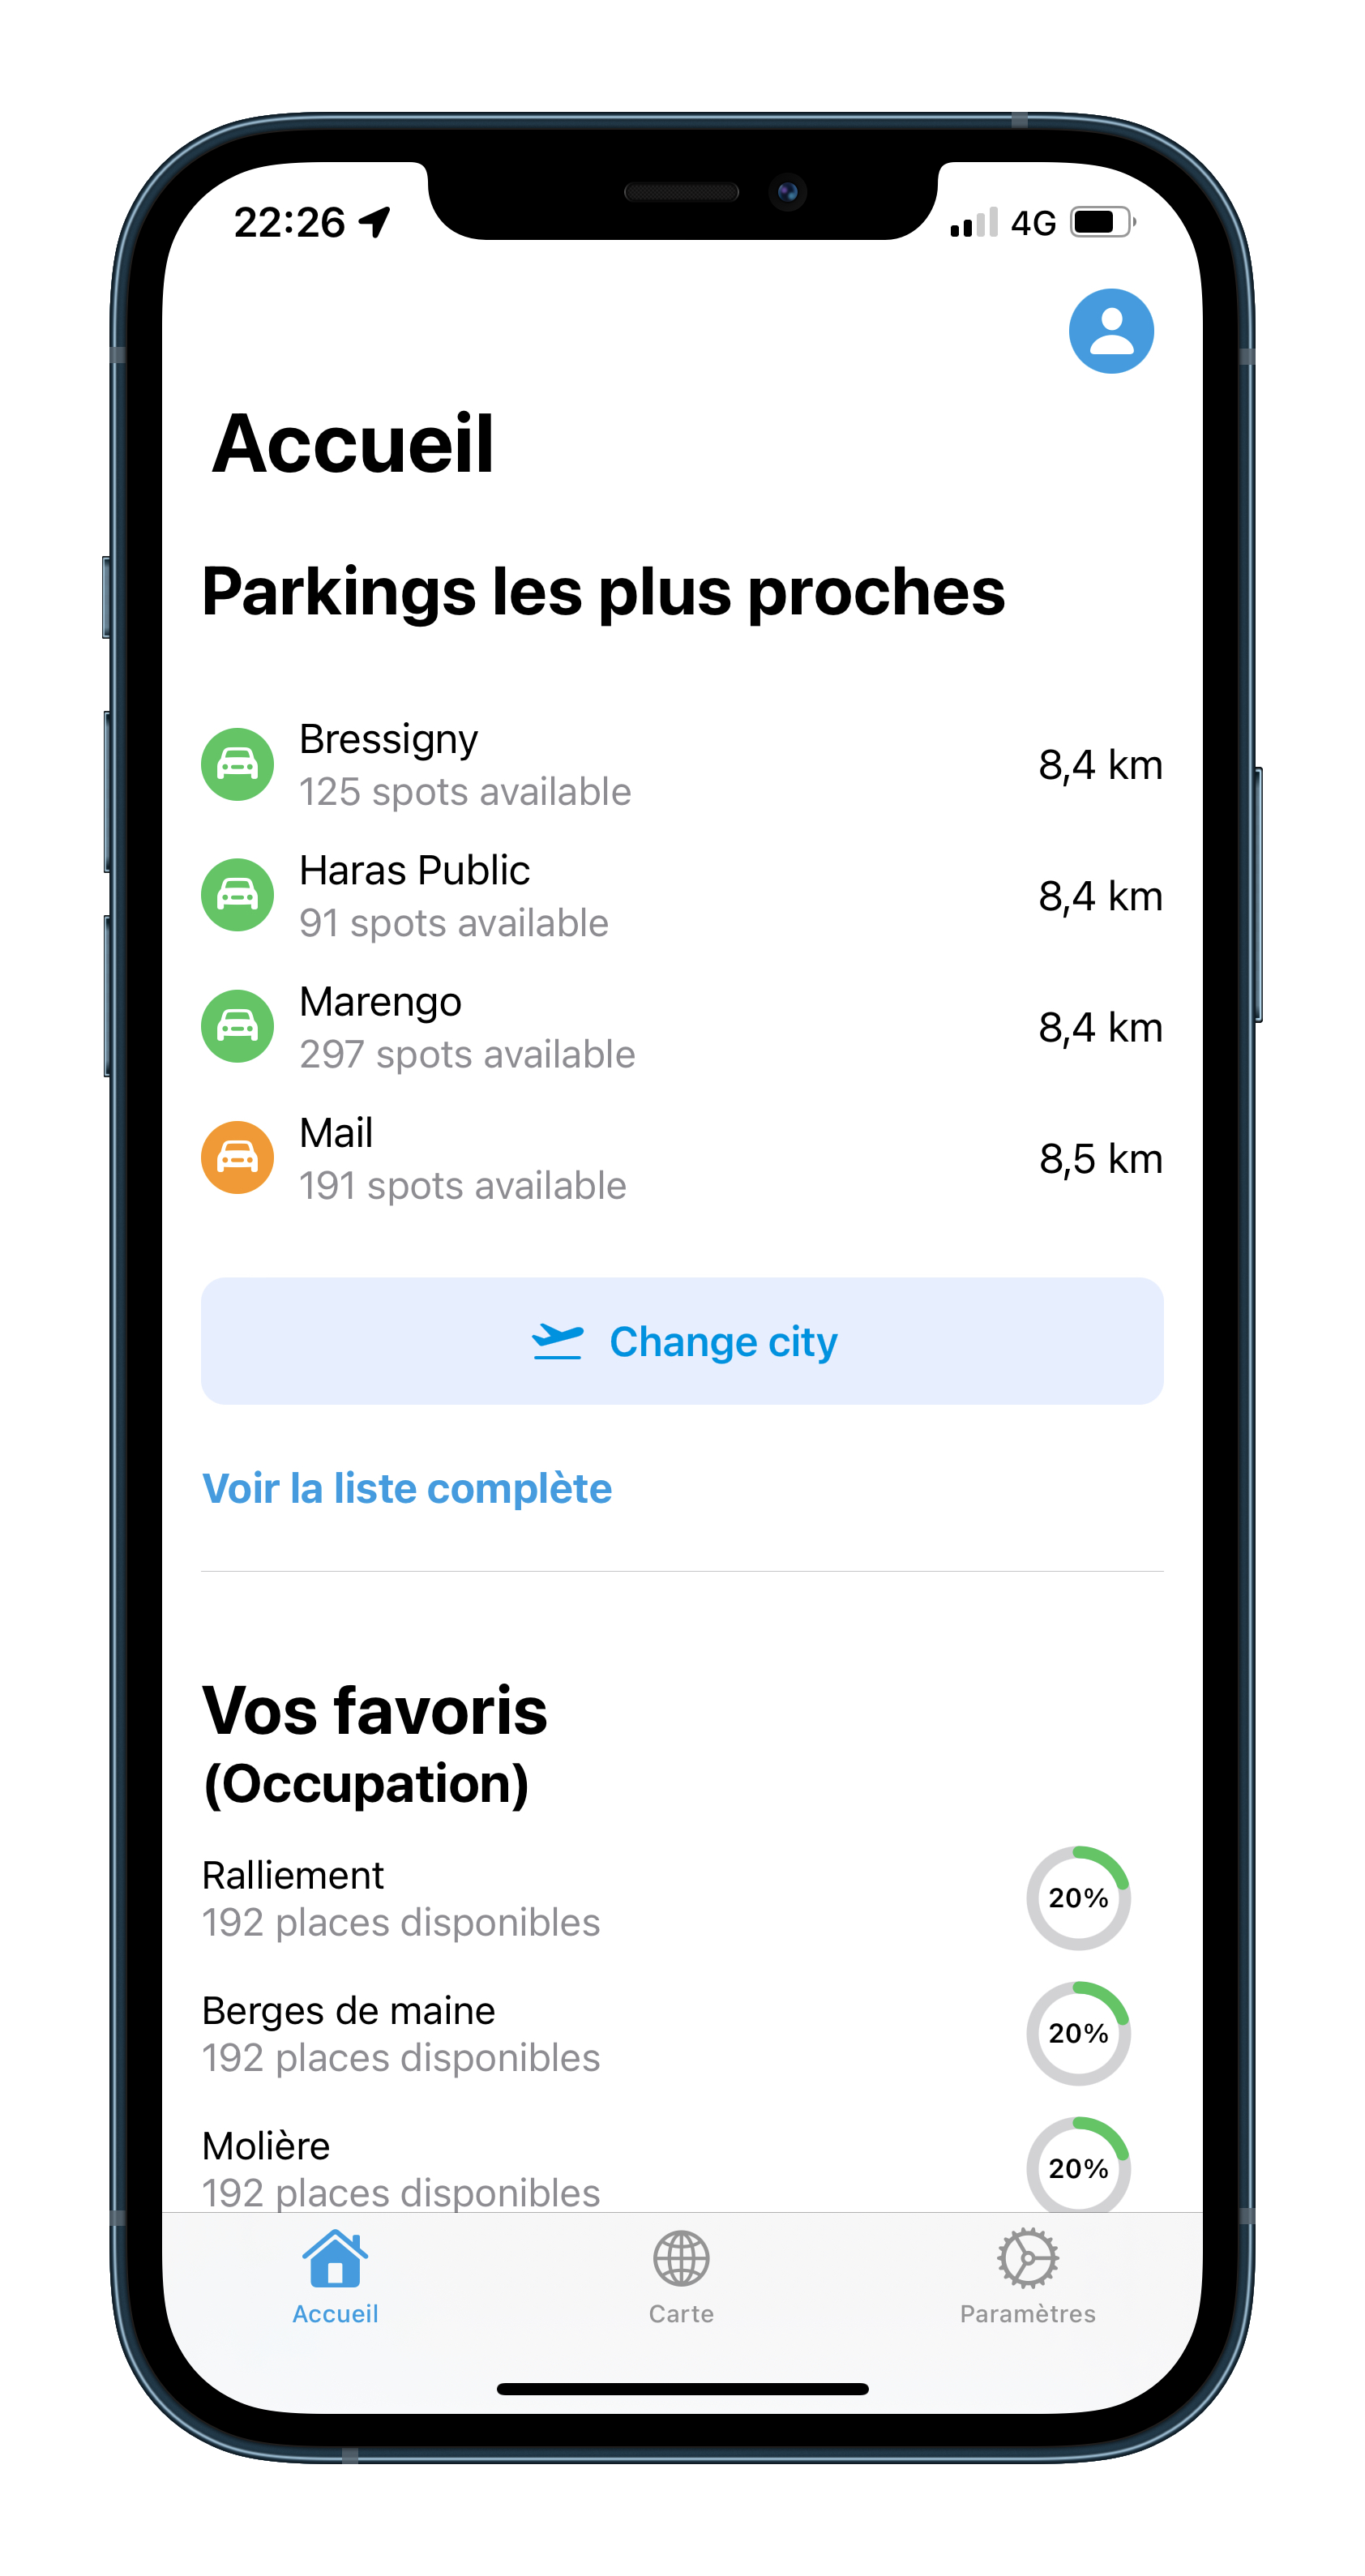 22:26
4G
Accueil
Parkings les plus proches
Bressigny
125 spots available
8,4 km
Haras Public
91 spots available
8,4 km
Marengo
297 spots available
8,4 km
Mail
191 spots available
8,5 km
Change city
Voir la liste complète
Vos favoris
(Occupation)
Ralliement
192 places disponibles
20%
Berges de maine
192 places disponibles
20%
Molière
192 places disponibles
20%
Accueil
Carte
Paramètres